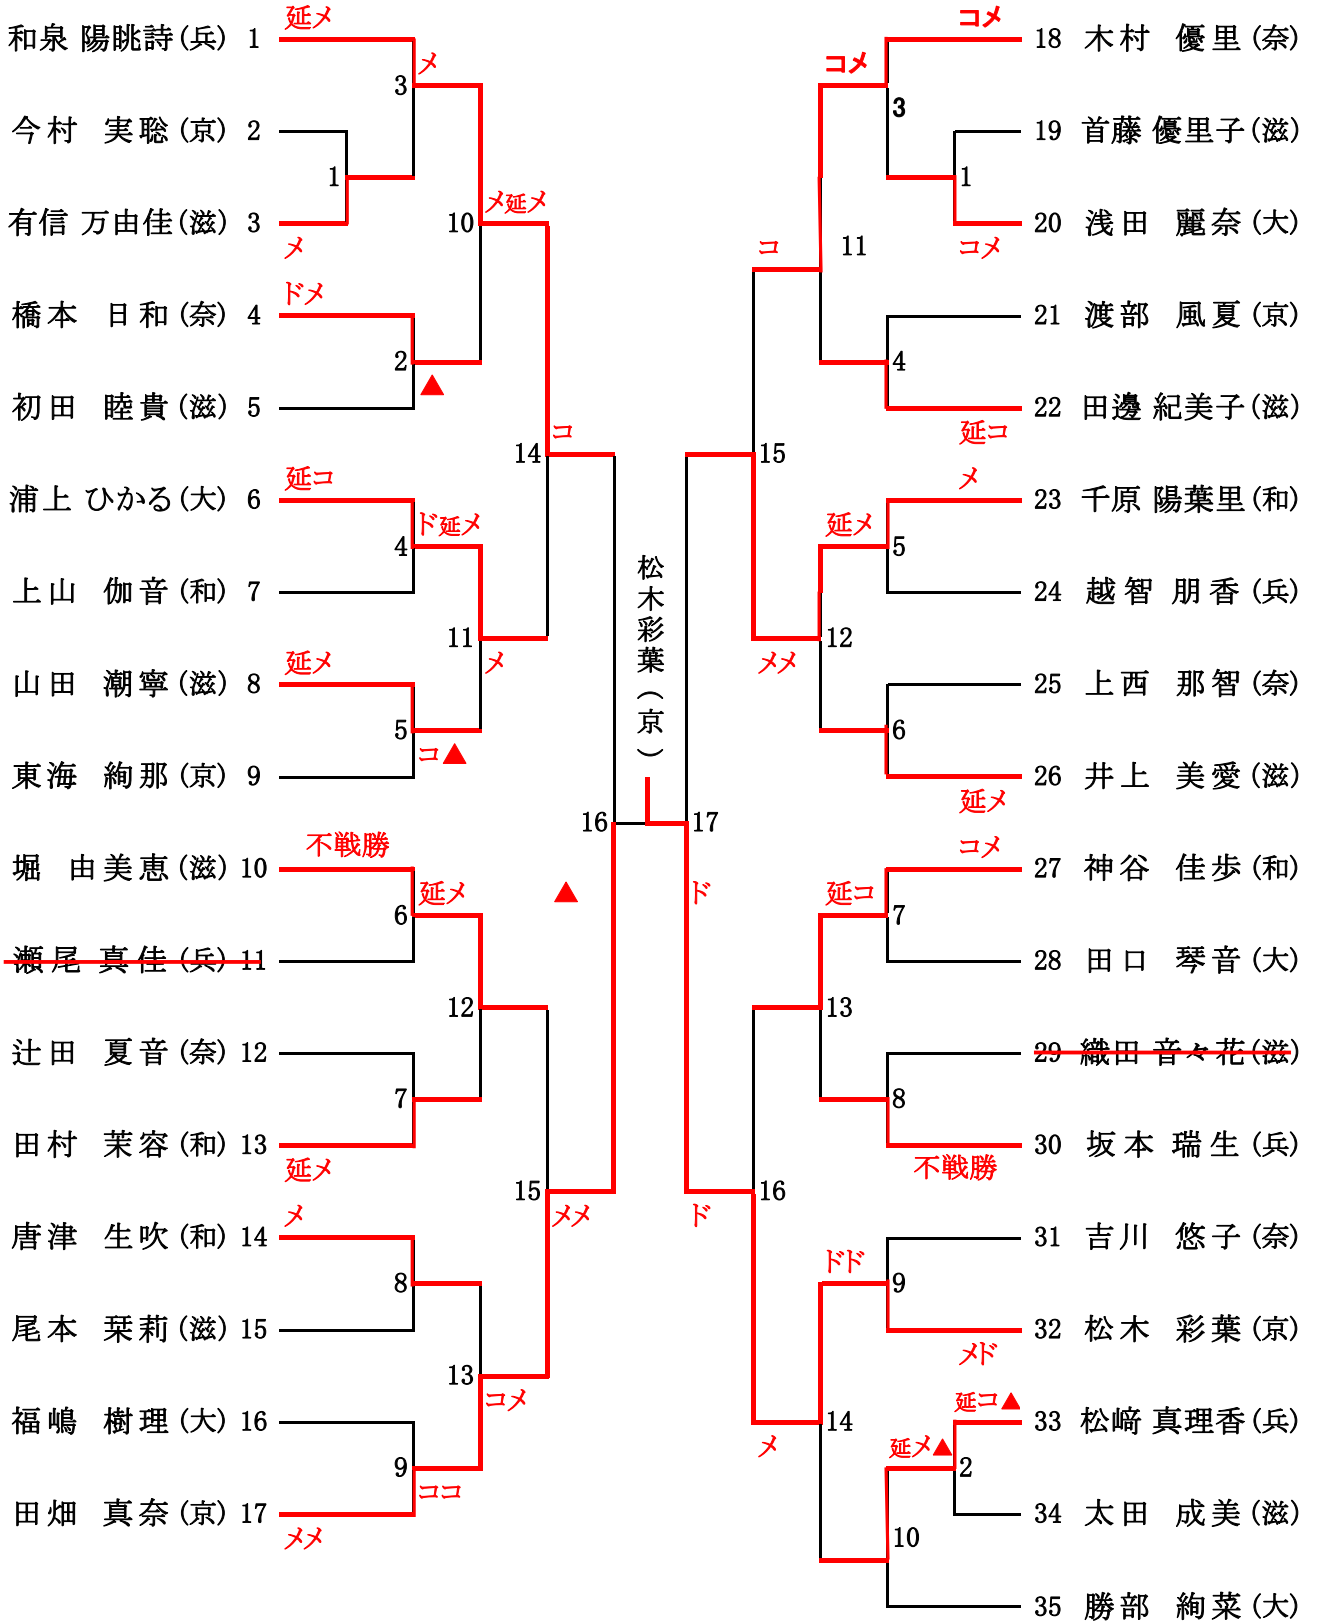 延メ
和泉 陽眺詩(兵) 1
メ
3
今村 実聡(京) 2
1
有信 万由佳(滋) 3
メ
10
メ延メ
ドメ
橋本 日和(奈) 4
2
▲
初田 睦貴(滋) 5
14
コ
延コ
浦上 ひかる(大) 6
ド延メ
4
上山 伽音(和) 7
11
メ
延メ
山田 潮寧(滋) 8
5
コ▲
東海 絢那(京) 9
16
▲
不戦勝
堀 由美恵(滋) 10
延メ
6
瀬尾 真佳(兵) 11
12
辻田 夏音(奈) 12
7
田村 茉容(和) 13
延メ
15
メメ
メ
唐津 生吹(和) 14
8
尾本 栞莉(滋) 15
13
コメ
福嶋 樹理(大) 16
9
ココ
田畑 真奈(京) 17
メメ
松木彩葉(京)
17
ド
コメ
18 木村 優里(奈)
コメ
3
19 首藤 優里子(滋)
1
20 浅田 麗奈(大)
コメ
コ
11
21 渡部 風夏(京)
4
22 田邊 紀美子(滋)
延コ
15
メ
23 千原 陽葉里(和)
延メ
5
24 越智 朋香(兵)
12
メメ
25 上西 那智(奈)
6
26 井上 美愛(滋)
延メ
コメ
27 神谷 佳歩(和)
延コ
7
28 田口 琴音(大)
13
29 織田 音々花(滋)
8
30 坂本 瑞生(兵)
不戦勝
16
ド
31 吉川 悠子(奈)
ドド
9
32 松木 彩葉(京)
メド
14
メ
延コ▲
33 松﨑 真理香(兵)
延メ▲
2
34 太田 成美(滋)
10
35 勝部 絢菜(大)